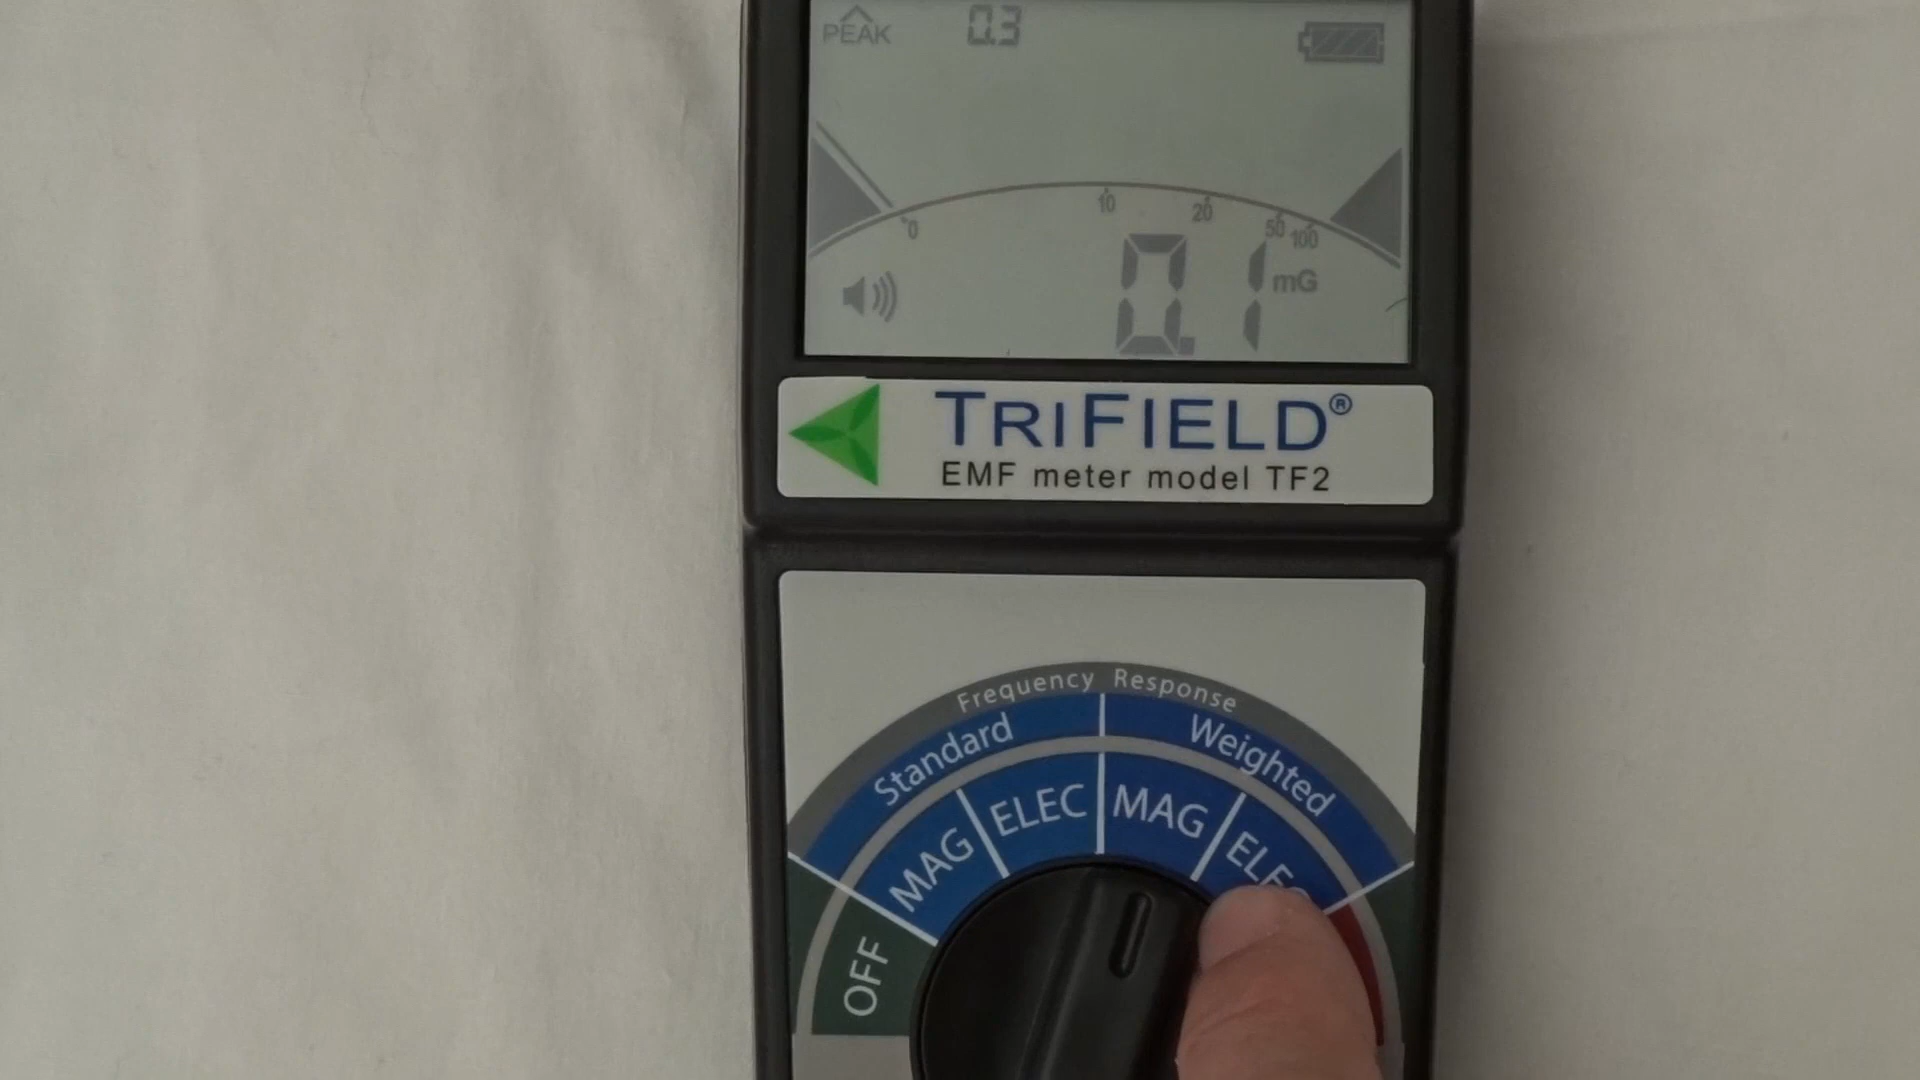 PEAK 0.3
0 10 20 50 100
0.1 mG
TRIFIELD®
EMF meter model TF2
Frequency Response
Standard Weighted
MAG ELEC MAG
OFF